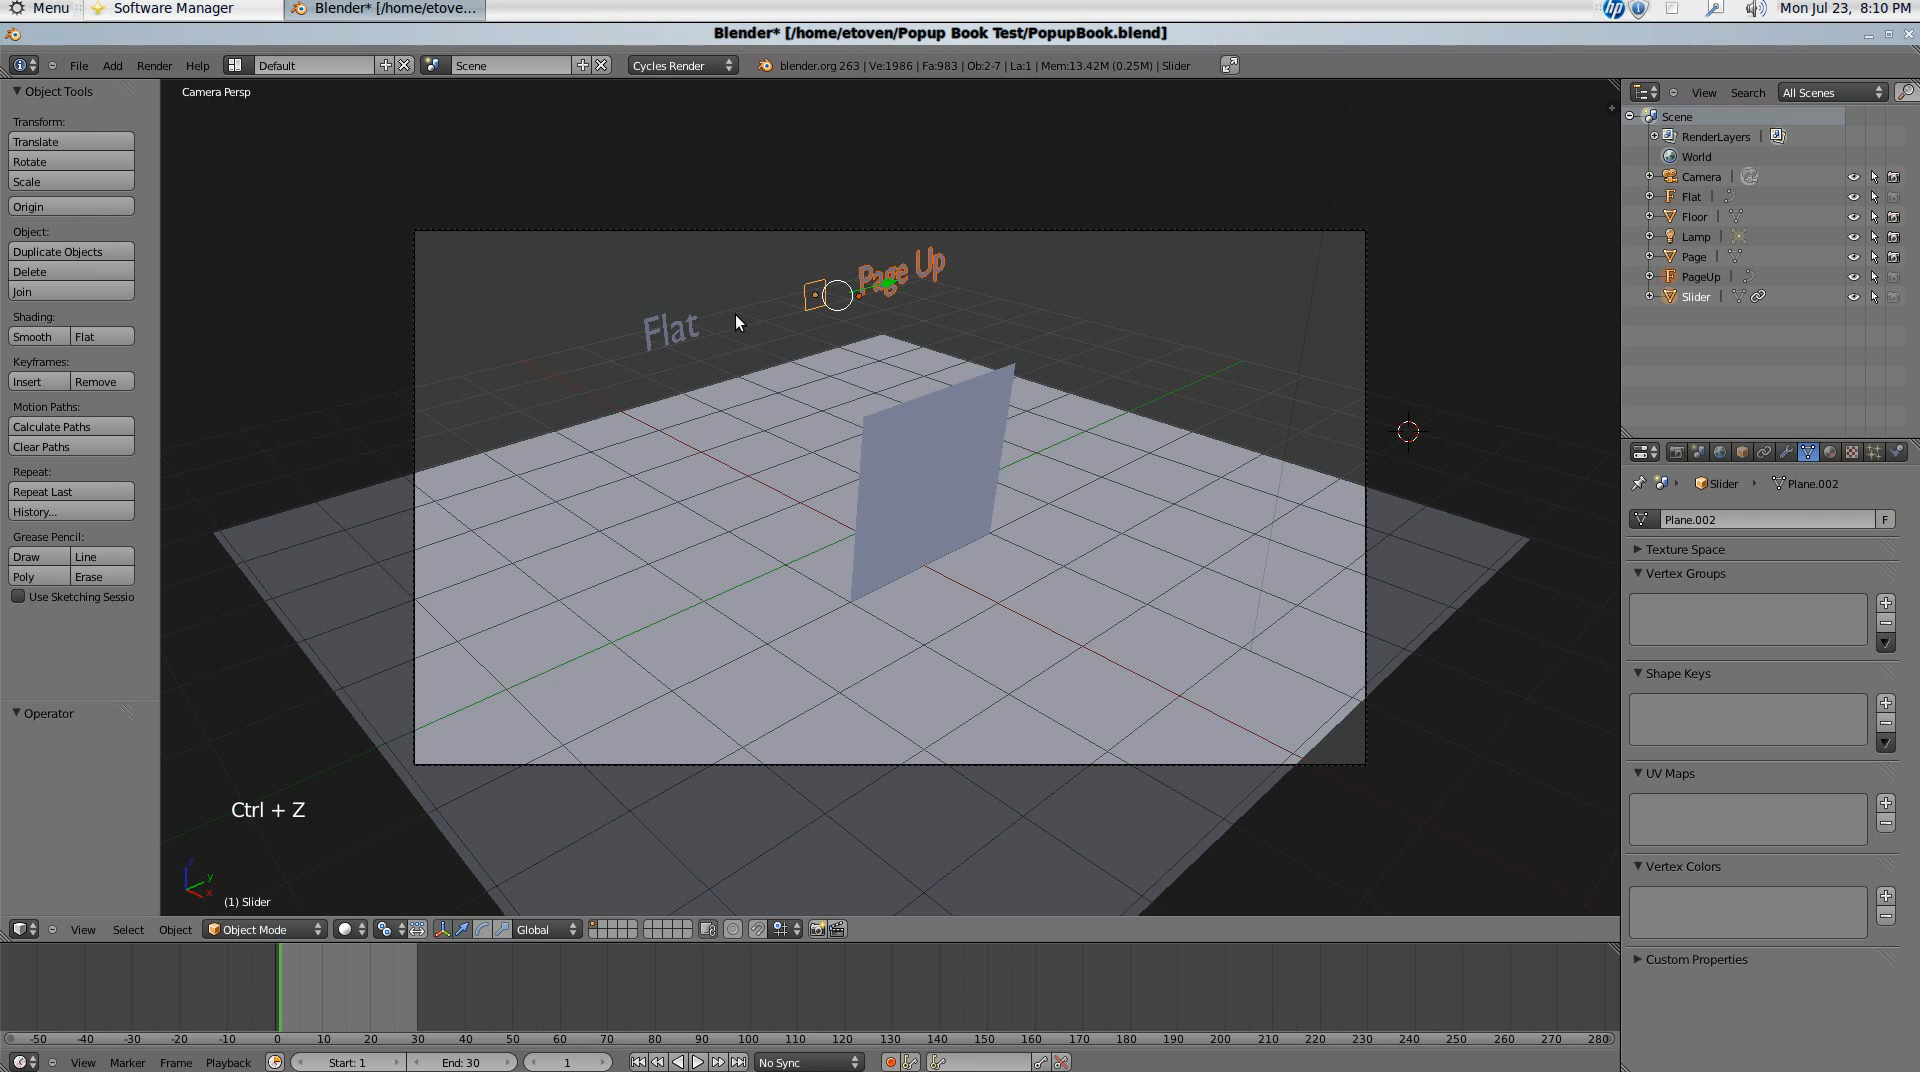 Menu
Software Manager
Blender* [/home/etove...
Mon Jul 23, 8:10 PM
Blender* [/home/etoven/Popup Book Test/PopupBook.blend]
File Add Render Help
Default
Scene
Cycles Render
blender.org 263 | Ve:1986 | Fa:983 | Ob:2-7 | La:1 | Mem:13.42M (0.25M) | Slider
View Search All Scenes
Object Tools
Transform:
Translate
Rotate
Scale
Origin
Object:
Duplicate Objects
Delete
Join
Shading:
Smooth Flat
Keyframes:
Insert Remove
Motion Paths:
Calculate Paths
Clear Paths
Repeat:
Repeat Last
History...
Grease Pencil:
Draw Line
Poly Erase
Use Sketching Sessio
Operator
Camera Persp
Page Up
Flat
Ctrl + Z
z
y
x
(1) Slider
Scene
RenderLayers |
World
Camera |
Flat |
Floor |
Lamp |
Page |
PageUp |
Slider |
Slider
Plane.002
Plane.002 F
Texture Space
Vertex Groups
Shape Keys
UV Maps
Vertex Colors
Custom Properties
View Select Object Object Mode Global
-50 -40 -30 -20 -10 0 10 20 30 40 50 60 70 80 90 100 110 120 130 140 150 160 170 180 190 200 210 220 230 240 250 260 270 280
View Marker Frame Playback Start: 1 End: 30 1 No Sync